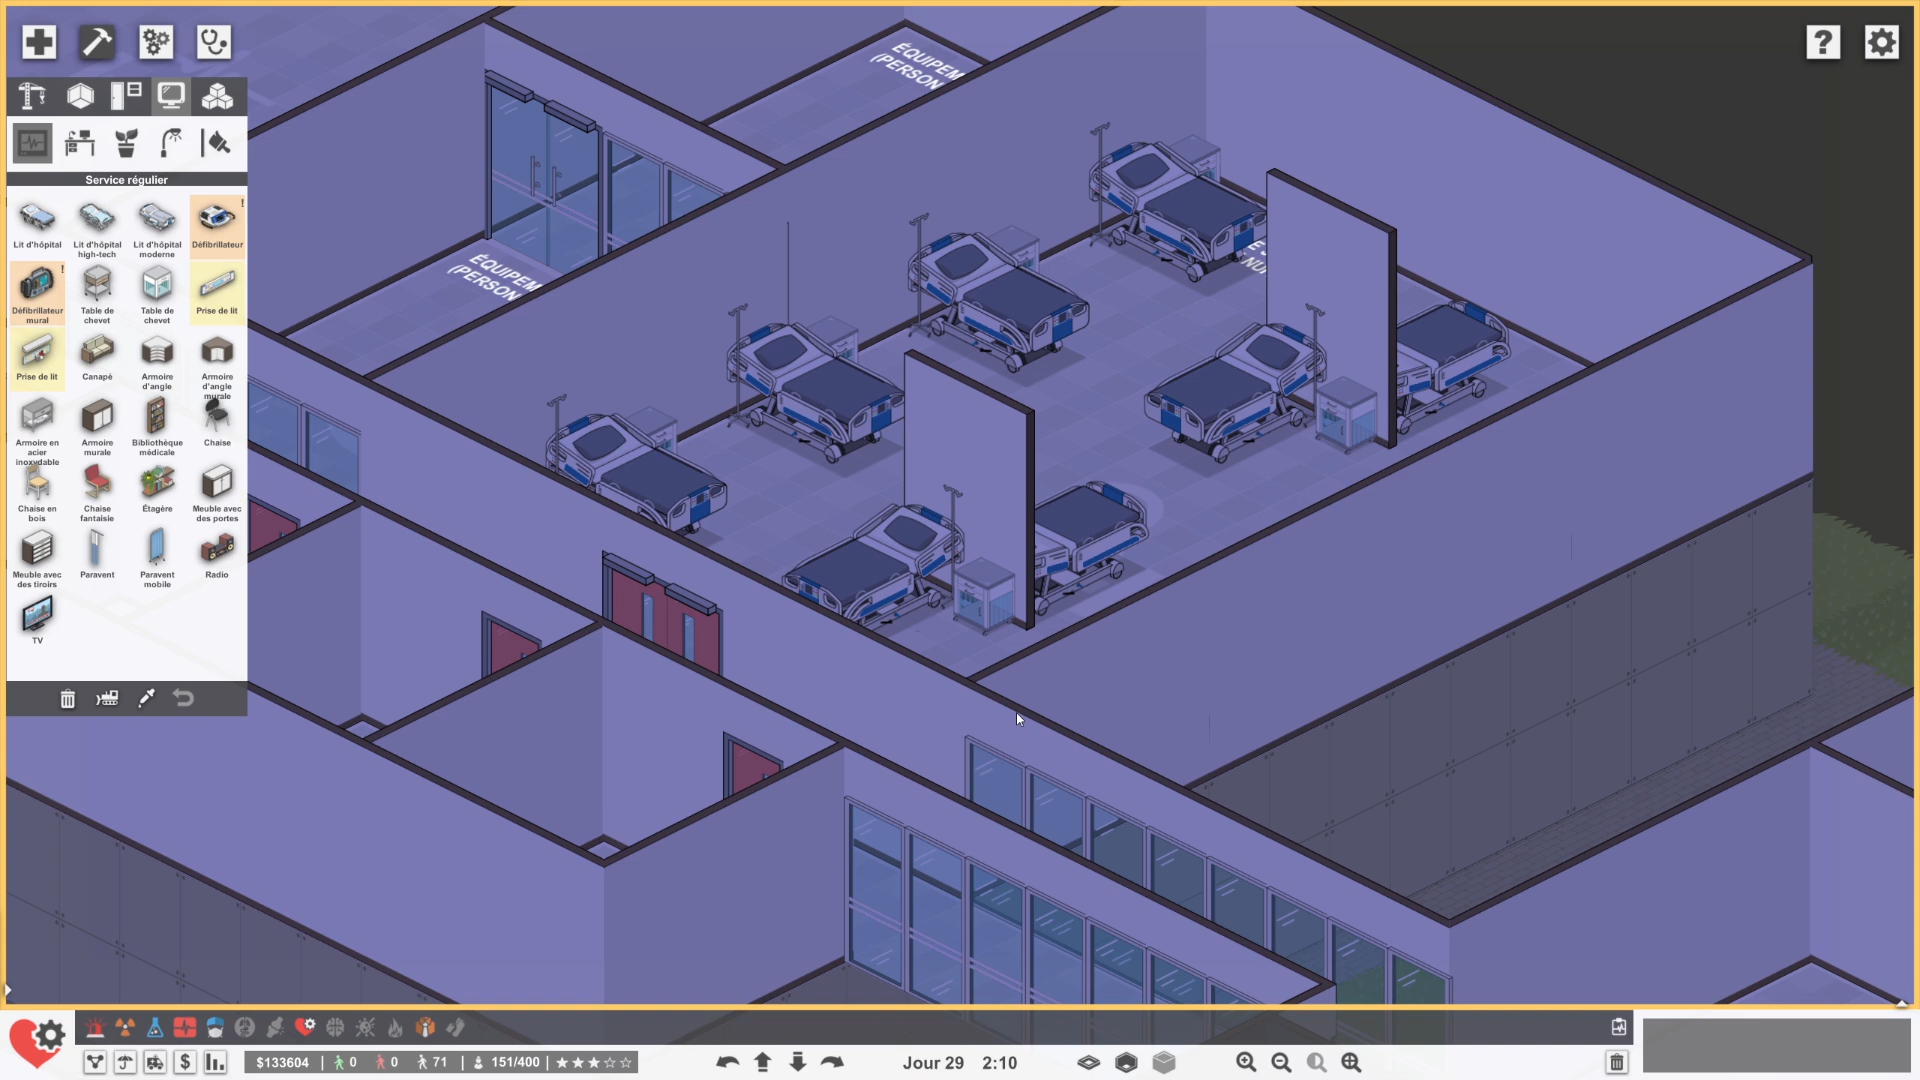 Service régulier
Lit d'hôpital
Lit d'hôpital high-tech
Lit d'hôpital moderne
Défibrillateur
!
Défibrillateur mural
!
Table de chevet
Table de chevet
Prise de lit
Prise de lit
Canapé
Armoire d'angle
Armoire d'angle murale
Armoire en acier inoxydable
Armoire murale
Bibliothèque médicale
Chaise
Chaise en bois
Chaise fantaisie
Étagère
Meuble avec des portes
Meuble avec des tiroirs
Paravent
Paravent mobile
Radio
TV
ÉQUIPEM
(PERSON
ÉQUIPEM
(PERSON
?
$133604
0
0
71
151/400
Jour 29 2:10